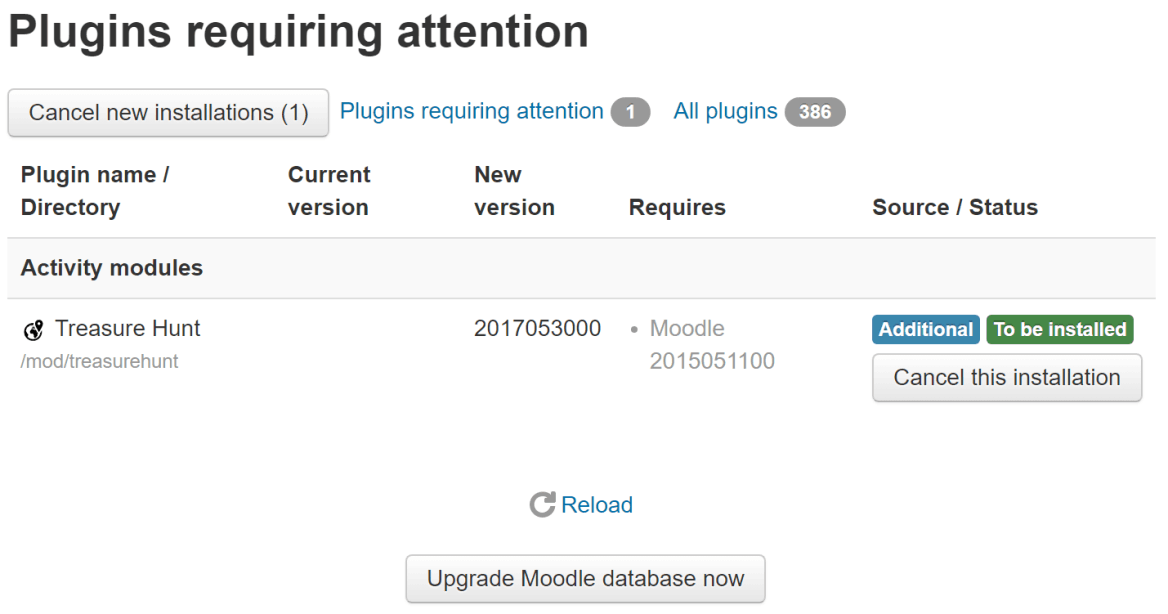 Plugins requiring attention
Cancel new installations (1) Plugins requiring attention 1 All plugins 386
Plugin name / Directory Current version New version Requires Source / Status
Activity modules
Treasure Hunt 2017053000 • Moodle 2015051100 Additional To be installed
/mod/treasurehunt Cancel this installation
Reload
Upgrade Moodle database now